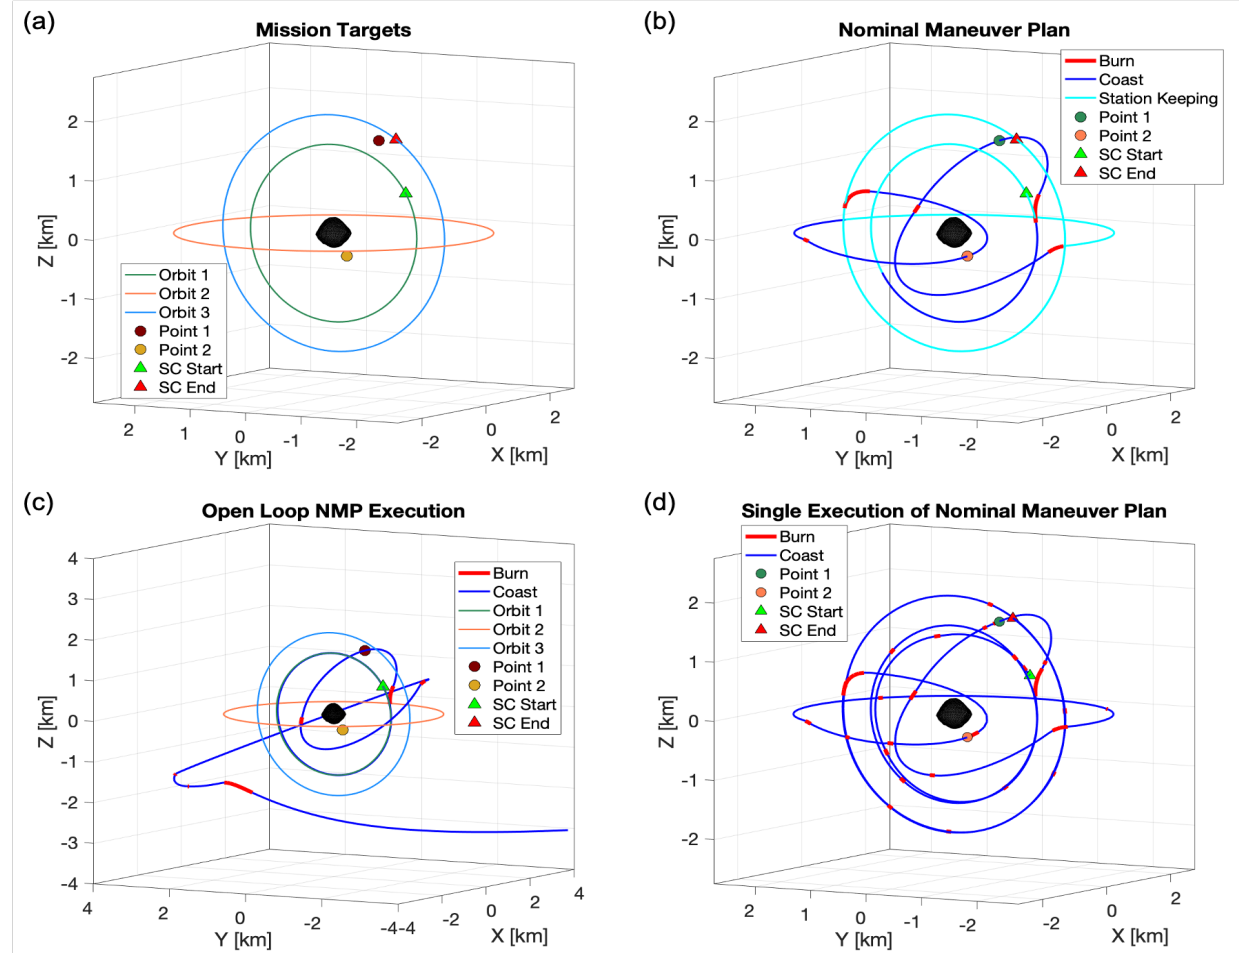 (a)
Mission Targets
2
1
0
-1
-2
Z [km]
Orbit 1
Orbit 2
Orbit 3
Point 1
Point 2
SC Start
SC End
2
1
0
-1
-2
Y [km]
-2
0
2
X [km]
(b)
Nominal Maneuver Plan
Burn
Coast
Station Keeping
Point 1
Point 2
SC Start
SC End
2
1
0
-1
-2
Z [km]
2
1
0
-1
-2
Y [km]
-2
0
2
X [km]
(c)
Open Loop NMP Execution
4
3
2
1
0
-1
-2
-3
-4
Z [km]
Burn
Coast
Orbit 1
Orbit 2
Orbit 3
Point 1
Point 2
SC Start
SC End
4
2
0
-2
-4
Y [km]
-4
-2
0
2
4
X [km]
(d)
Single Execution of Nominal Maneuver Plan
Burn
Coast
Point 1
Point 2
SC Start
SC End
2
1
0
-1
-2
Z [km]
2
1
0
-1
-2
Y [km]
-2
0
2
X [km]